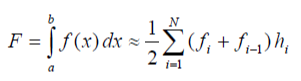 F = ∫_a^b f(x) dx ≈ 1/2 ∑_{i=1}^N (f_i + f_{i-1}) h_i